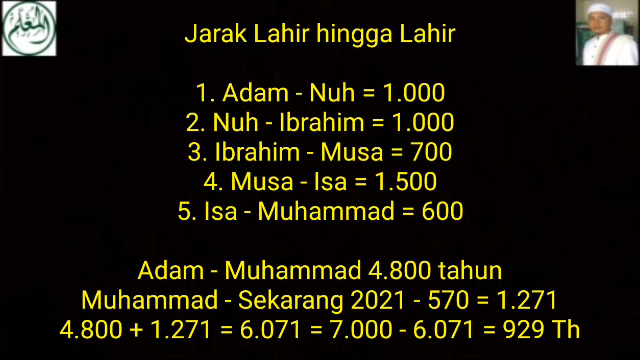 Jarak Lahir hingga Lahir
1. Adam - Nuh = 1.000
2. Nuh - Ibrahim = 1.000
3. Ibrahim - Musa = 700
4. Musa - Isa = 1.500
5. Isa - Muhammad = 600
Adam - Muhammad 4.800 tahun
Muhammad - Sekarang 2021 - 570 = 1.271
4.800 + 1.271 = 6.071 = 7.000 - 6.071 = 929 Th